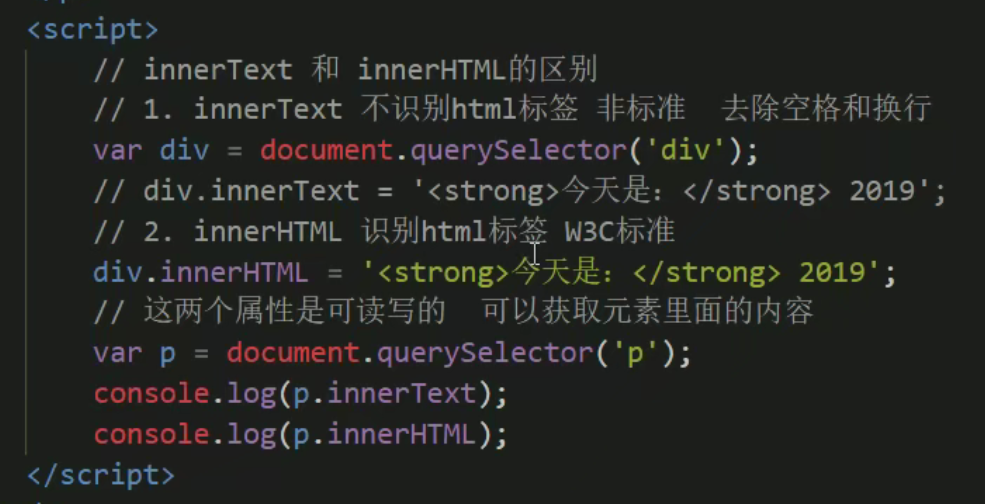 <script>
// innerText 和 innerHTML的区别
// 1. innerText 不识别html标签 非标准  去除空格和换行
var div = document.querySelector('div');
// div.innerText = '<strong>今天是：</strong> 2019';
// 2. innerHTML 识别html标签 W3C标准
div.innerHTML = '<strong>今天是：</strong> 2019';
// 这两个属性是可读写的  可以获取元素里面的内容
var p = document.querySelector('p');
console.log(p.innerText);
console.log(p.innerHTML);
</script>